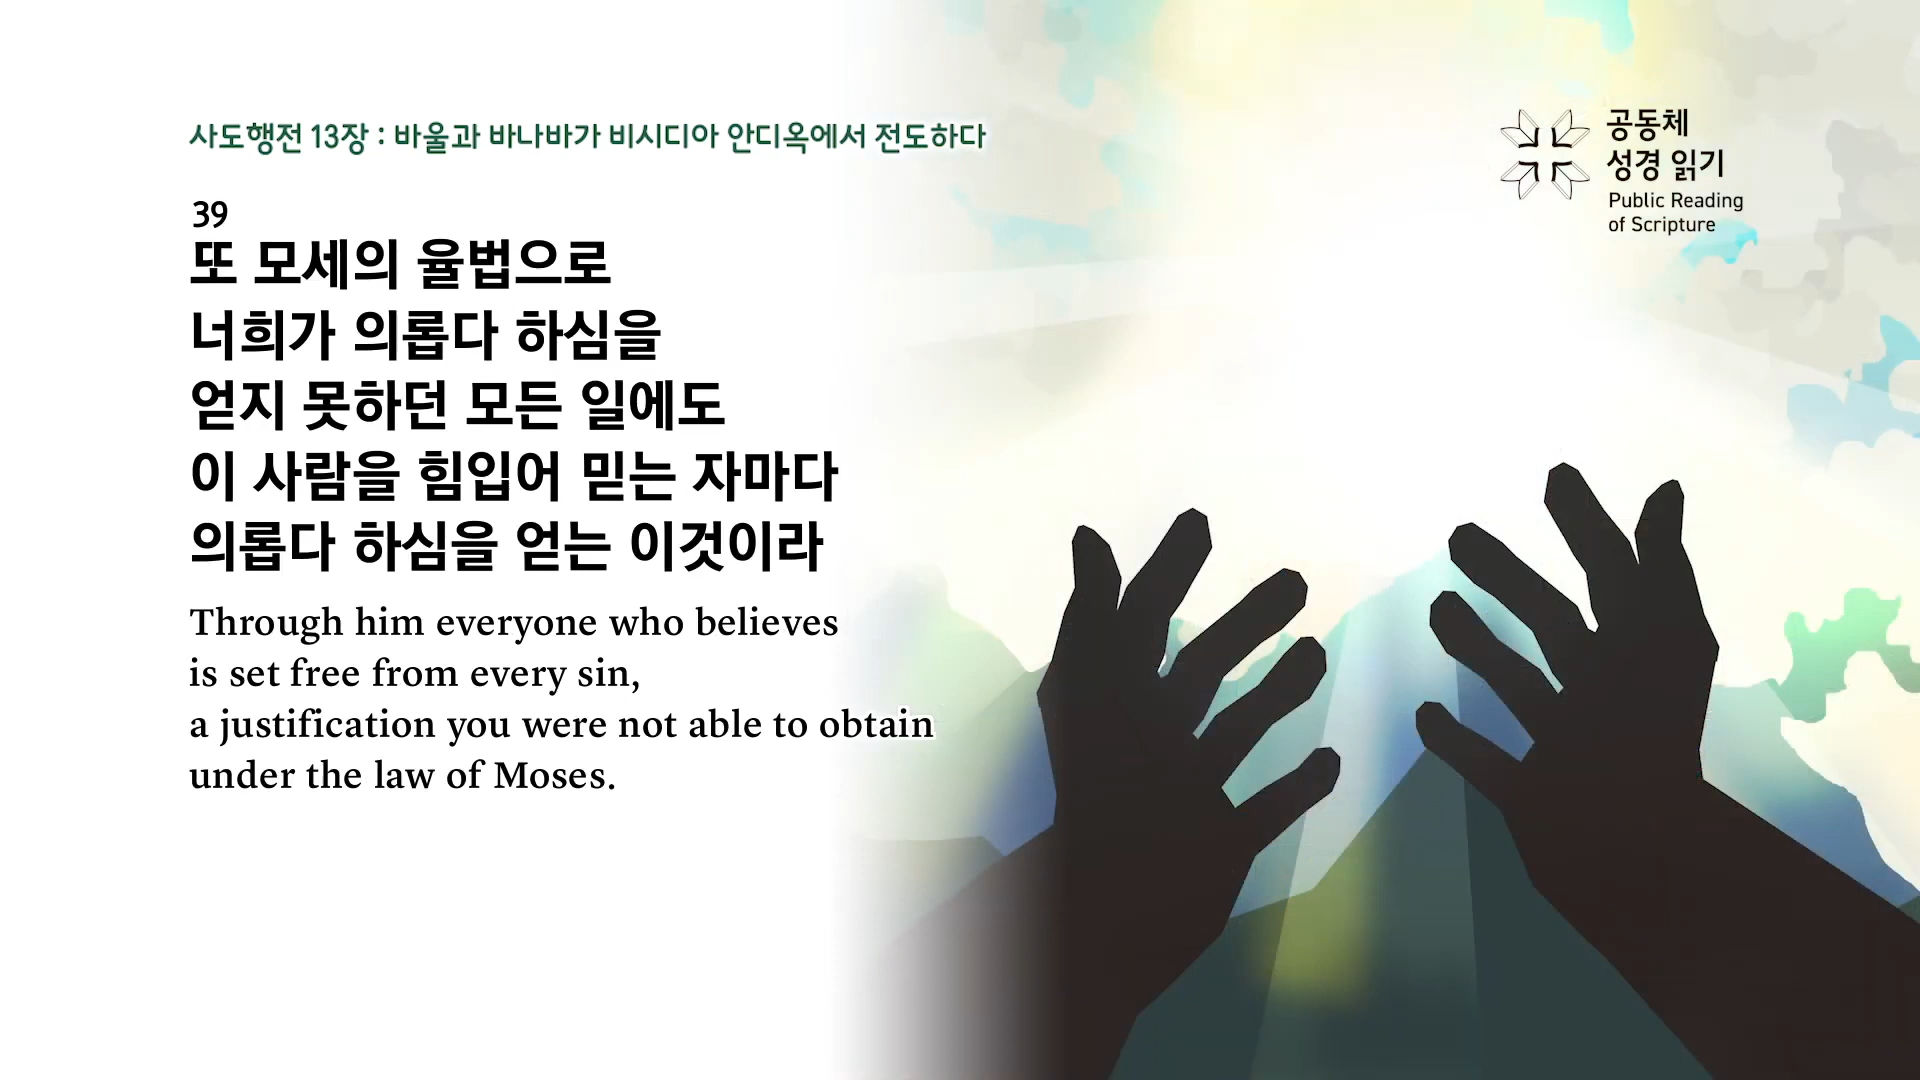 사도행전 13장 : 바울과 바나바가 비시디아 안디옥에서 전도하다
공동체
성경 읽기
Public Reading
of Scripture
39
또 모세의 율법으로
너희가 의롭다 하심을
얻지 못하던 모든 일에도
이 사람을 힘입어 믿는 자마다
의롭다 하심을 얻는 이것이라
Through him everyone who believes
is set free from every sin,
a justification you were not able to obtain
under the law of Moses.